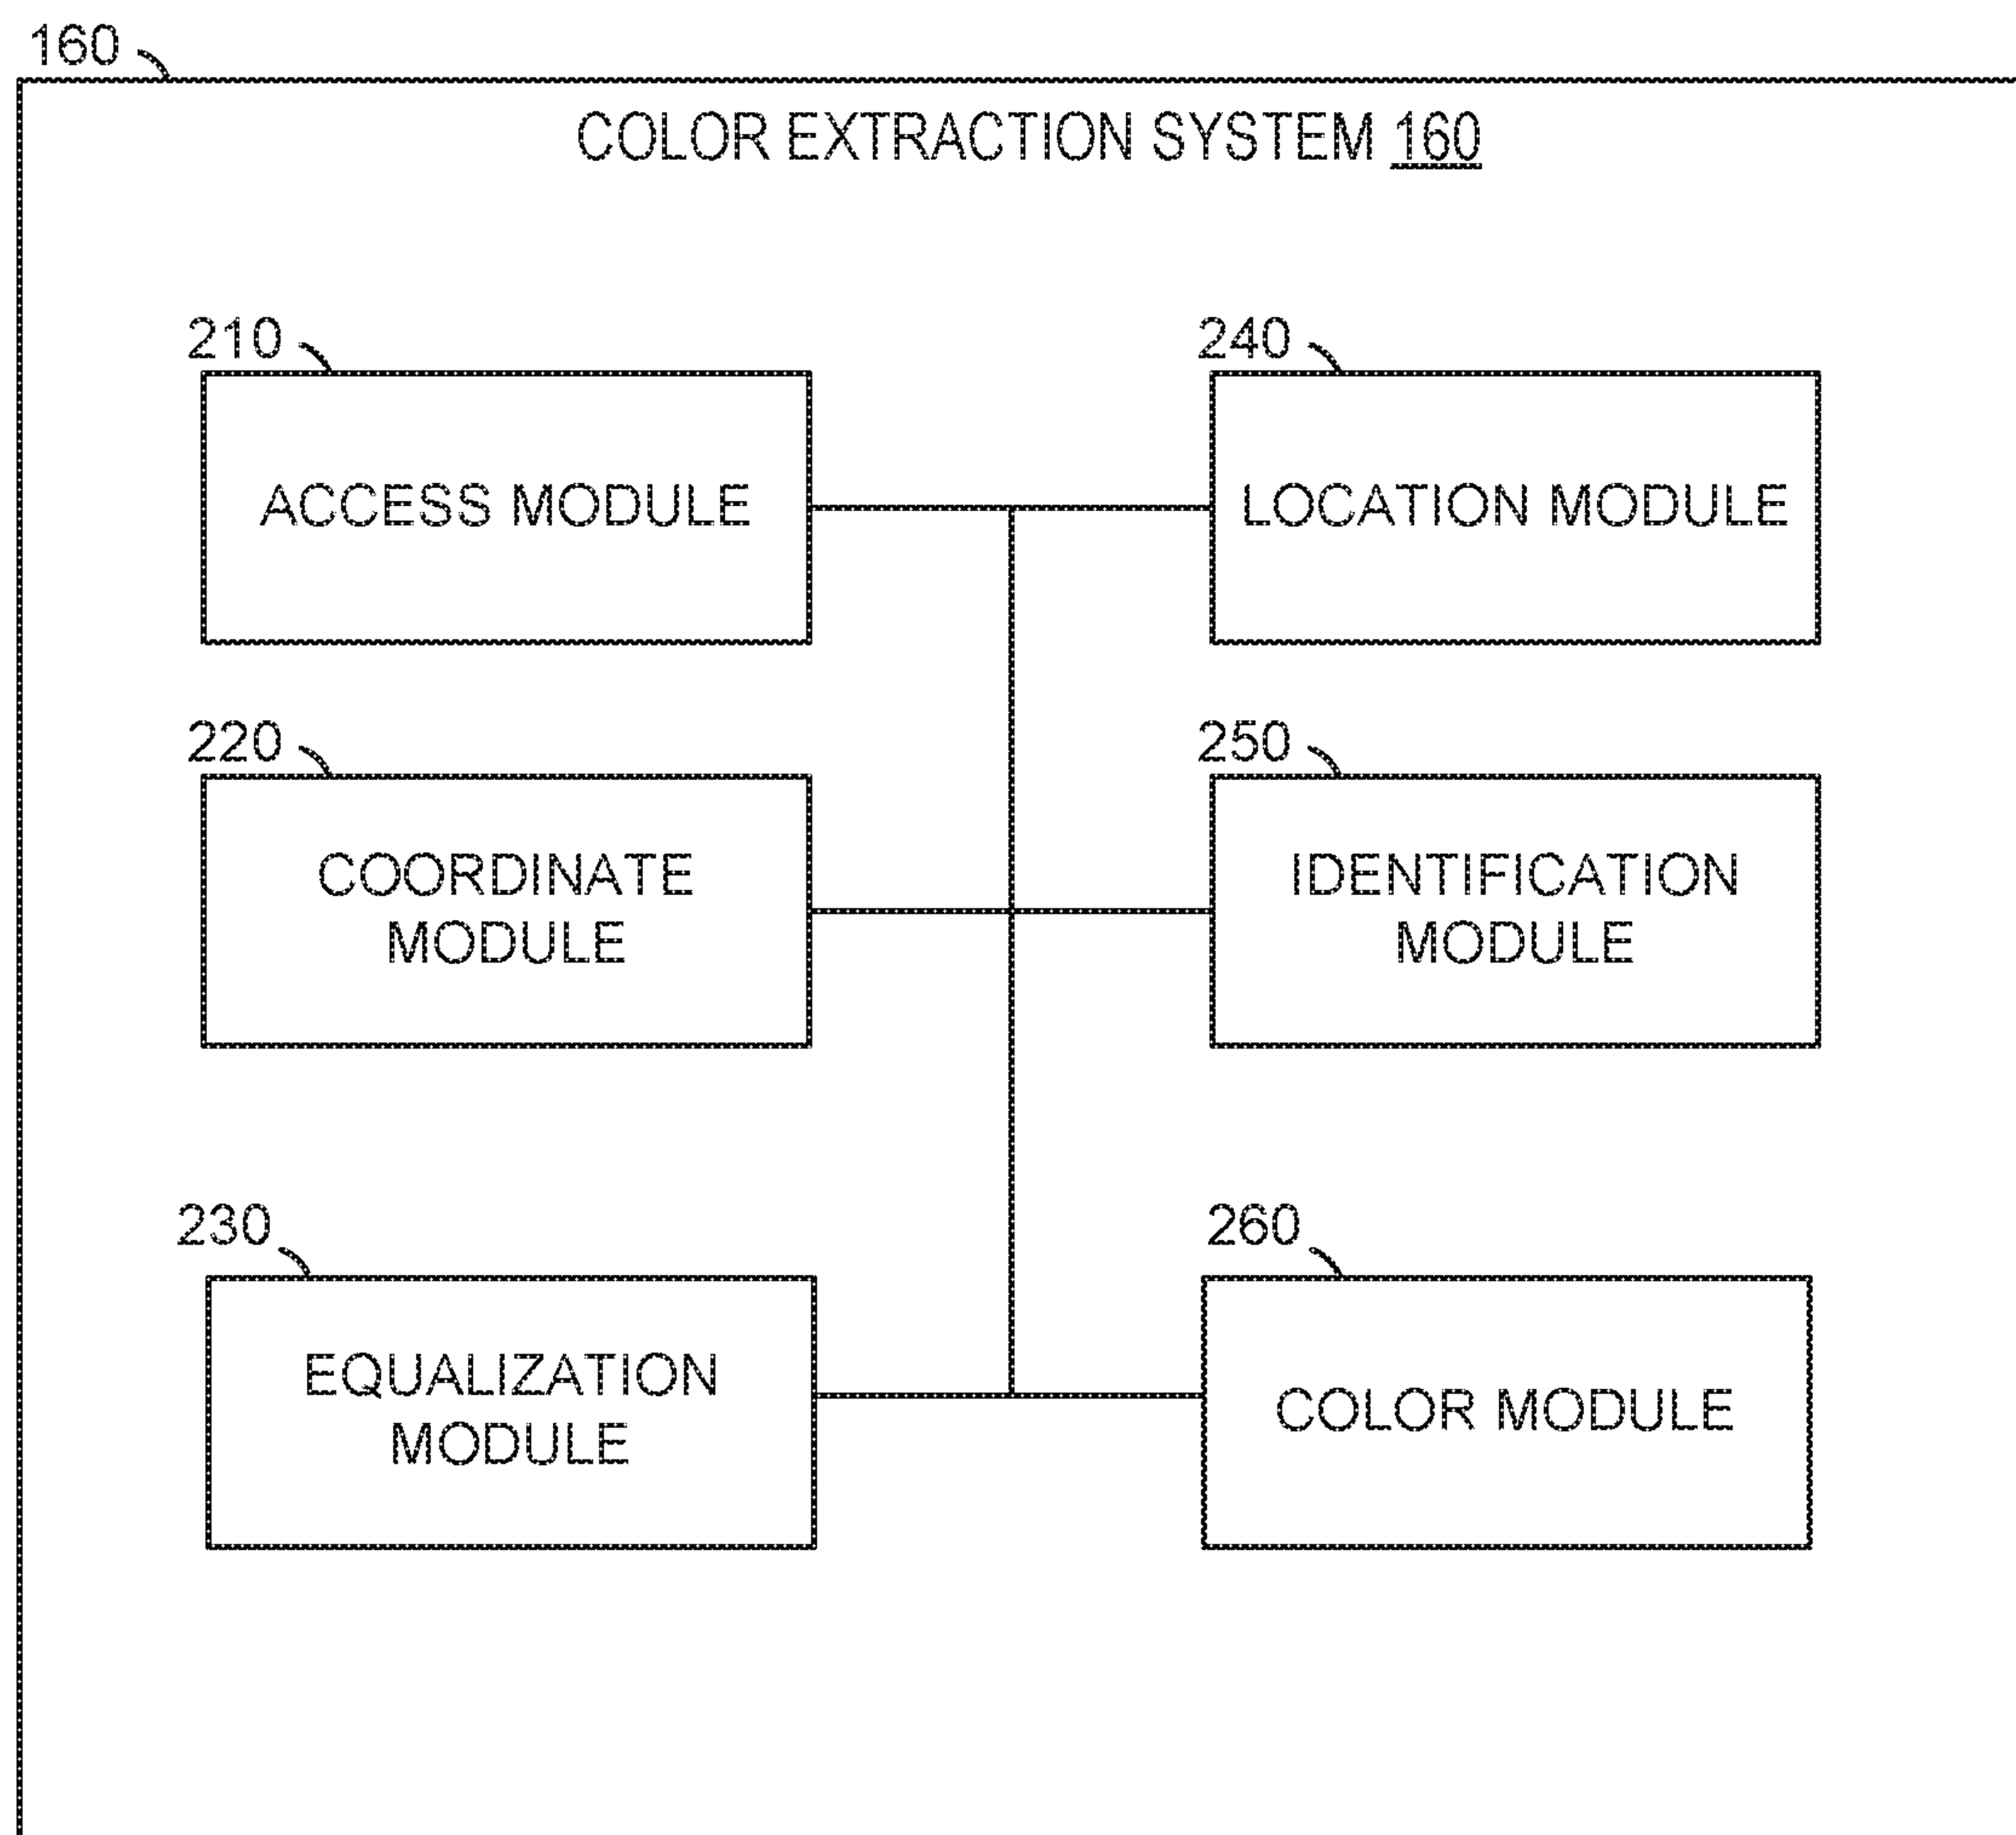 160
COLOR EXTRACTION SYSTEM 160
210
ACCESS MODULE
240
LOCATION MODULE
220
COORDINATE
MODULE
250
IDENTIFICATION
MODULE
230
EQUALIZATION
MODULE
260
COLOR MODULE